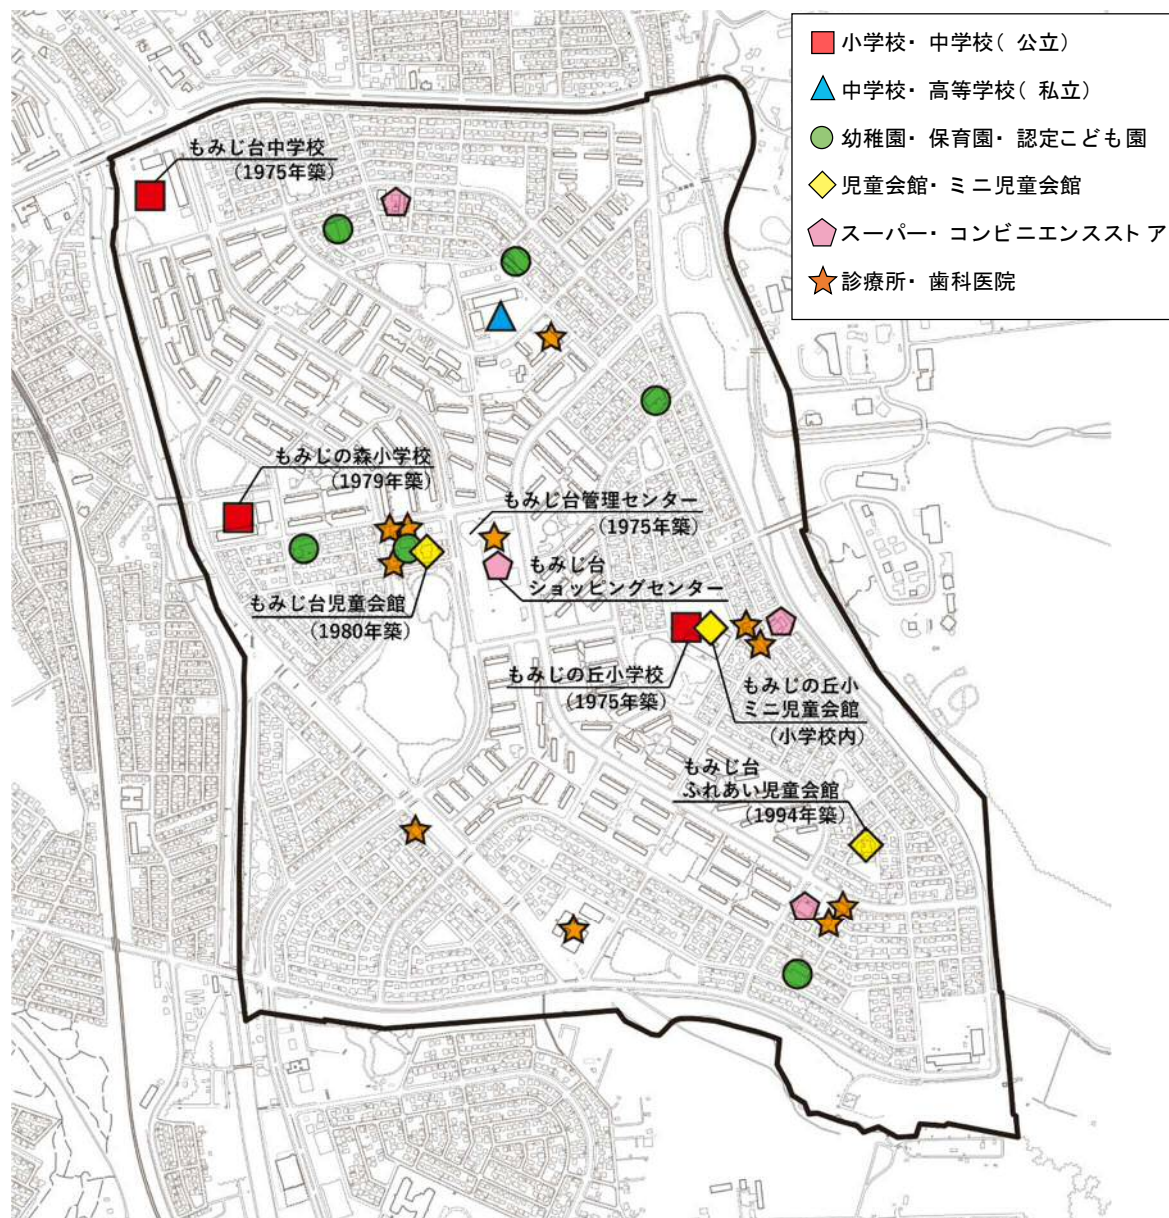 小学校・中学校(公立)
中学校・高等学校(私立)
幼稚園・保育園・認定こども園
児童会館・ミニ児童会館
スーパー・コンビニエンスストア
診療所・歯科医院
もみじ台中学校
(1975年築)
もみじの森小学校
(1979年築)
もみじ台管理センター
(1975年築)
もみじ台
ショッピングセンター
もみじ台児童会館
(1980年築)
もみじの丘小学校
(1975年築)
もみじの丘小
ミニ児童会館
(小学校内)
もみじ台
ふれあい児童会館
(1994年築)